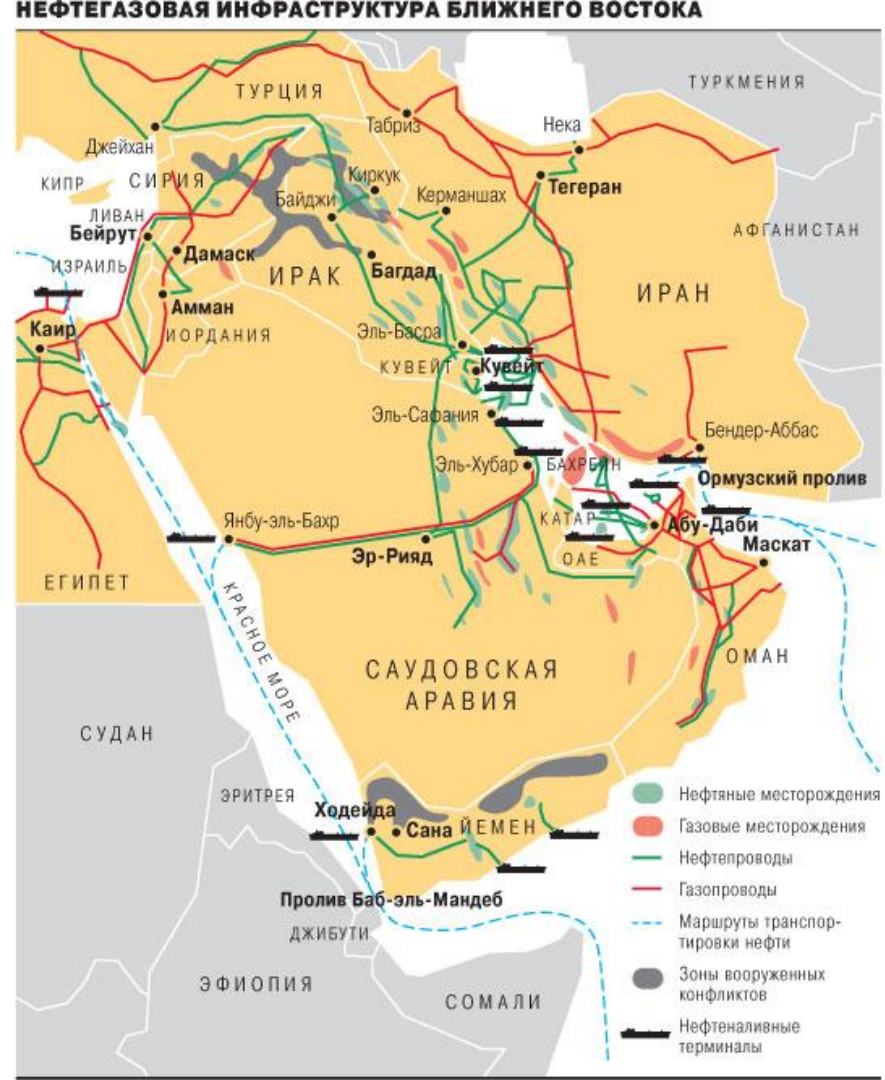 НЕФТЕГАЗОВАЯ ИНФРАСТРУКТУРА БЛИЖНЕГО ВОСТОКА
ТУРКМЕНИЯ
ТУРЦИЯ
Табриз
Нека
Джейхан
КИПР
СИРИЯ
Киркук
Байджи
Керманшах
Тегеран
ЛИВАН
Бейрут
АФГАНИСТАН
Дамаск
ИЗРАИЛЬ
ИРАК
Багдад
ИРАН
Амман
Каир
ИОРДАНИЯ
Эль-Басра
КУВЕЙТ
Кувейт
Эль-Сафания
Бендер-Аббас
Эль-Хубар
БАХРЕЙН
Ормузский пролив
Янбу-эль-Бахр
КАТАР
Абу-Даби
Эр-Рияд
ОАЕ
Маскат
ЕГИПЕТ
КРАСНОЕ МОРЕ
САУДОВСКАЯ
АРАВИЯ
ОМАН
СУДАН
ЭРИТРЕЯ
Ходейда
Сана
ЙЕМЕН
Пролив Баб-эль-Мандеб
ДЖИБУТИ
ЭФИОПИЯ
СОМАЛИ
Нефтяные месторождения
Газовые месторождения
Нефтепроводы
Газопроводы
Маршруты транспор-
тировки нефти
Зоны вооруженных
конфликтов
Нефтеналивные
терминалы